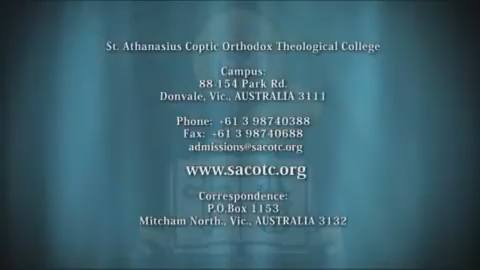 St. Athanasius Coptic Orthodox Theological College
Campus:
88-154 Park Rd.
Donvale, Vic., AUSTRALIA 3111
Phone: +61 3 98740388
Fax: +61 3 98740688
admissions@sacotc.org
www.sacotc.org
Correspondence:
P.O.Box 1153
Mitcham North., Vic., AUSTRALIA 3132